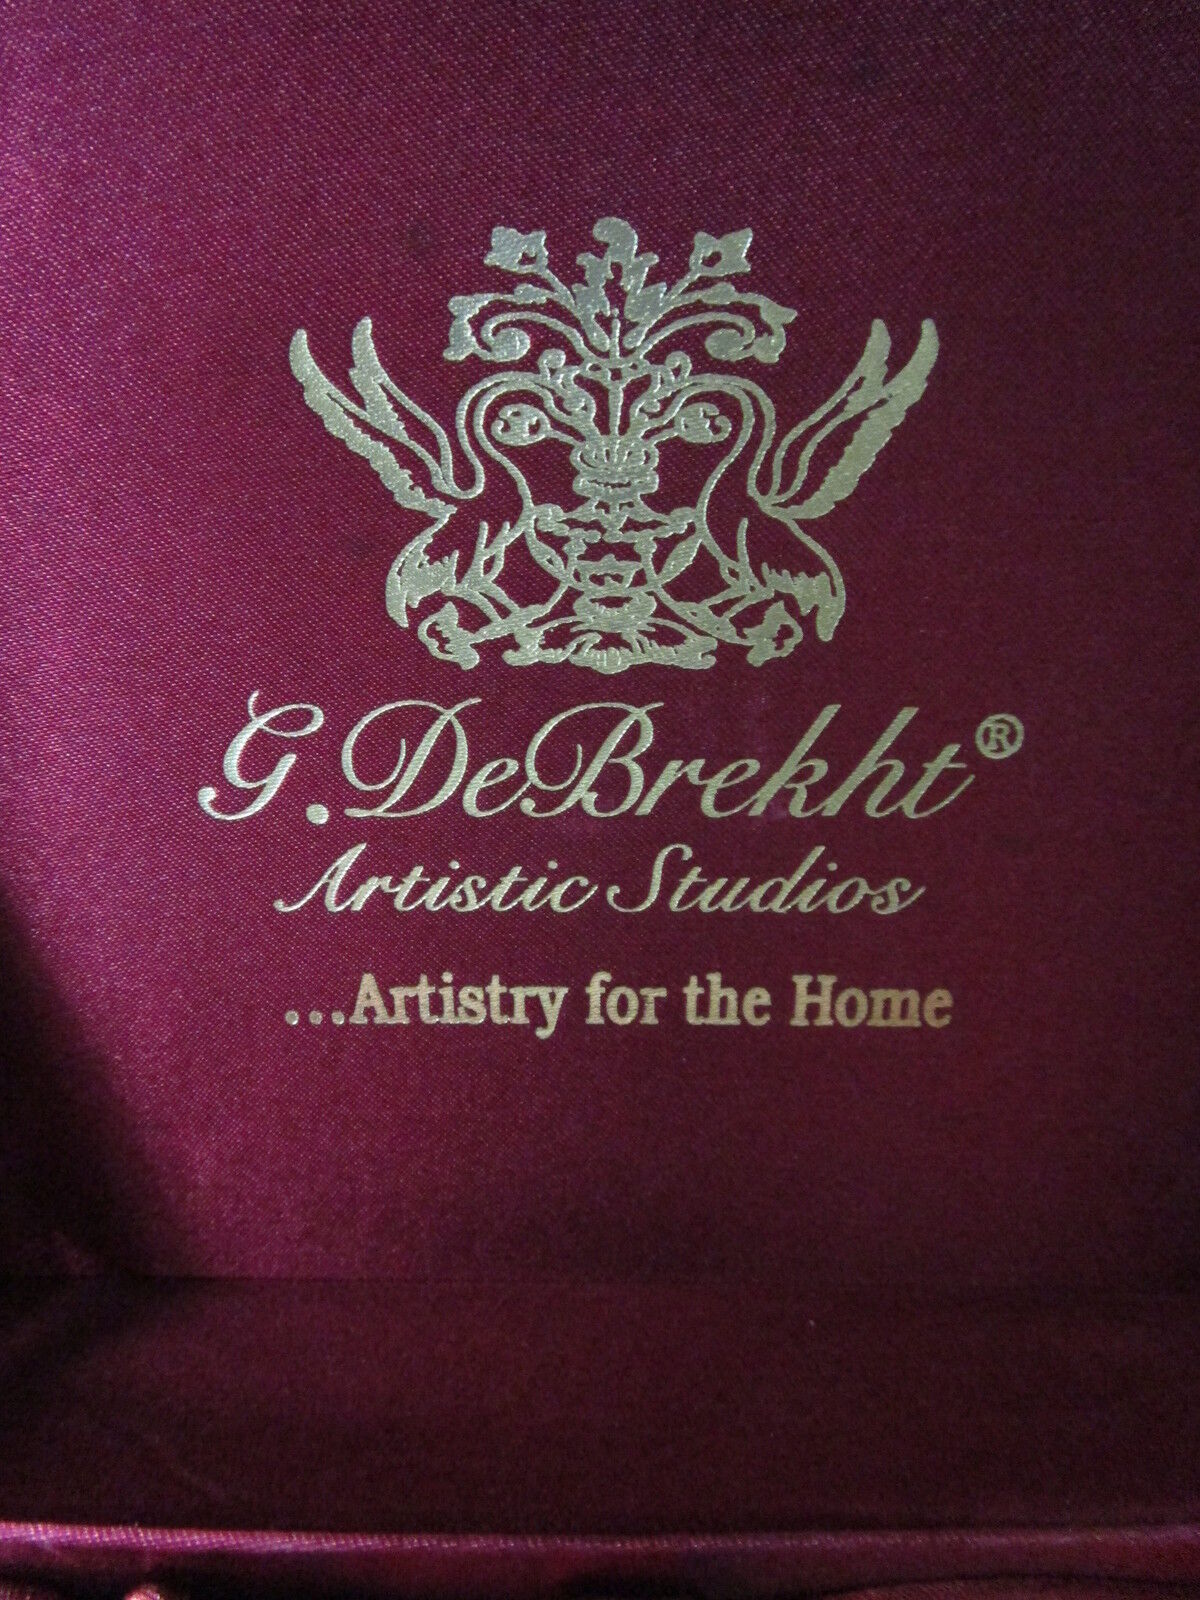 G. DeBrekht®
Artistic Studios
...Artistry for the Home